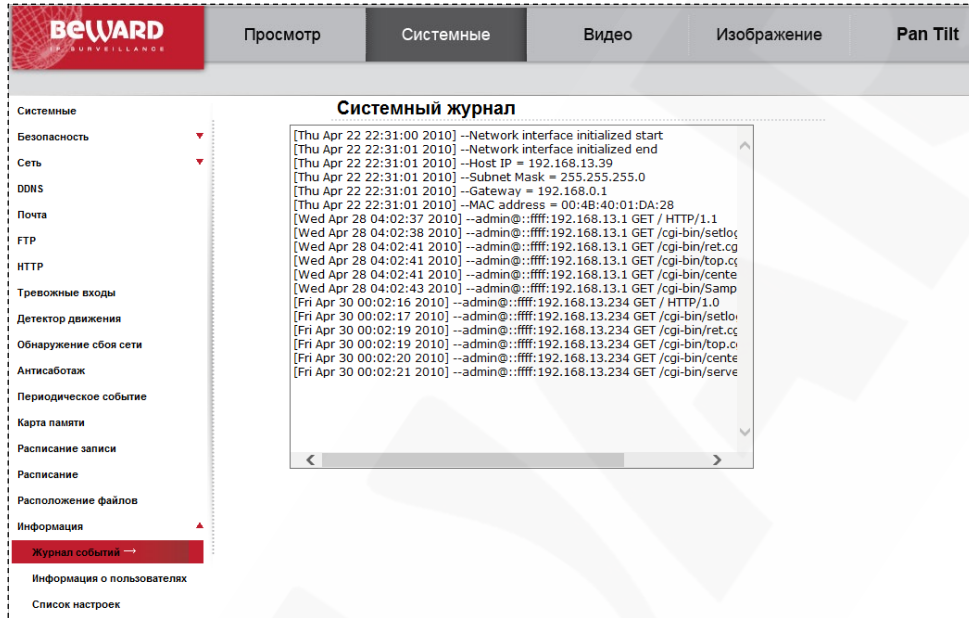 BEWARD
IP SURVEILLANCE
Просмотр
Системные
Видео
Изображение
Pan Tilt
Системные
Безопасность
Сеть
DDNS
Почта
FTP
HTTP
Тревожные входы
Детектор движения
Обнаружение сбоя сети
Антисаботаж
Периодическое событие
Карта памяти
Расписание записи
Расписание
Расположение файлов
Информация
Журнал событий →
Информация о пользователях
Список настроек
Системный журнал
[Thu Apr 22 22:31:00 2010] --Network interface initialized start
[Thu Apr 22 22:31:01 2010] --Network interface initialized end
[Thu Apr 22 22:31:01 2010] --Host IP = 192.168.13.39
[Thu Apr 22 22:31:01 2010] --Subnet Mask = 255.255.255.0
[Thu Apr 22 22:31:01 2010] --Gateway = 192.168.0.1
[Thu Apr 22 22:31:01 2010] --MAC address = 00:4B:40:01:DA:28
[Wed Apr 28 04:02:37 2010] --admin@::ffff:192.168.13.1 GET / HTTP/1.1
[Wed Apr 28 04:02:38 2010] --admin@::ffff:192.168.13.1 GET /cgi-bin/setlog
[Wed Apr 28 04:02:41 2010] --admin@::ffff:192.168.13.1 GET /cgi-bin/ret.cg
[Wed Apr 28 04:02:41 2010] --admin@::ffff:192.168.13.1 GET /cgi-bin/top.cg
[Wed Apr 28 04:02:41 2010] --admin@::ffff:192.168.13.1 GET /cgi-bin/cente
[Wed Apr 28 04:02:43 2010] --admin@::ffff:192.168.13.1 GET /cgi-bin/Samp
[Fri Apr 30 00:02:16 2010] --admin@::ffff:192.168.13.234 GET / HTTP/1.0
[Fri Apr 30 00:02:17 2010] --admin@::ffff:192.168.13.234 GET /cgi-bin/setlo
[Fri Apr 30 00:02:19 2010] --admin@::ffff:192.168.13.234 GET /cgi-bin/ret.cg
[Fri Apr 30 00:02:19 2010] --admin@::ffff:192.168.13.234 GET /cgi-bin/top.c
[Fri Apr 30 00:02:20 2010] --admin@::ffff:192.168.13.234 GET /cgi-bin/cente
[Fri Apr 30 00:02:21 2010] --admin@::ffff:192.168.13.234 GET /cgi-bin/serve